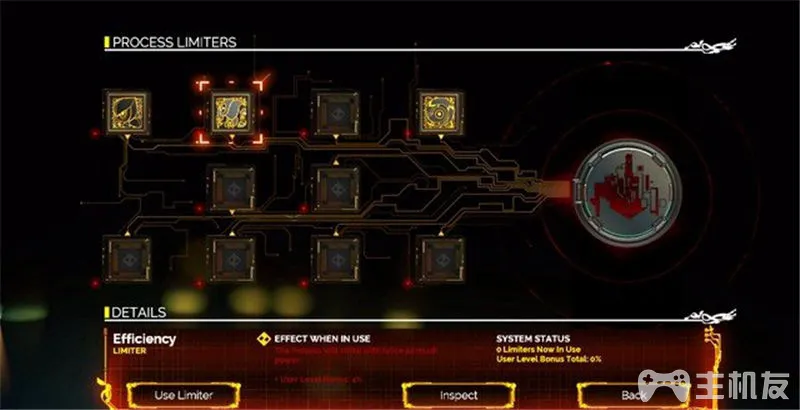 PROCESS LIMITERS
DETAILS
Efficiency
LIMITER
EFFECT WHEN IN USE
SYSTEM STATUS
0 Limiters Now In Use
User Level Bonus Total: 0%
Use Limiter
Inspect
Back
主机友